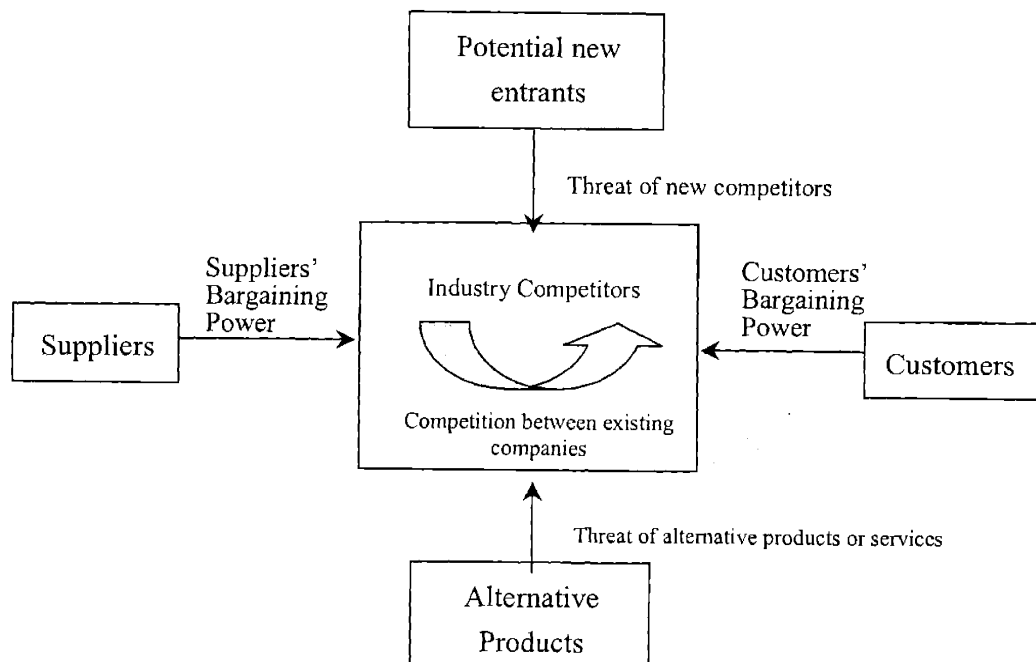 Potential new
entrants
Threat of new competitors
Suppliers'
Bargaining
Power
Industry Competitors
Customers'
Bargaining
Power
Suppliers
Customers
Competition between existing
companies
Threat of alternative products or services
Alternative
Products